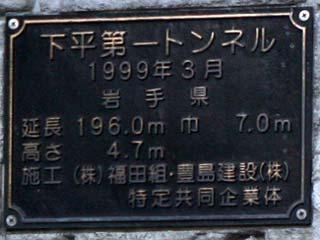 下平第一トンネル
1999年3月
岩手県
延長 196.0m 巾 7.0m
高さ 4.7m
施工 (株)福田組・豊島建設(株)
特定共同企業体